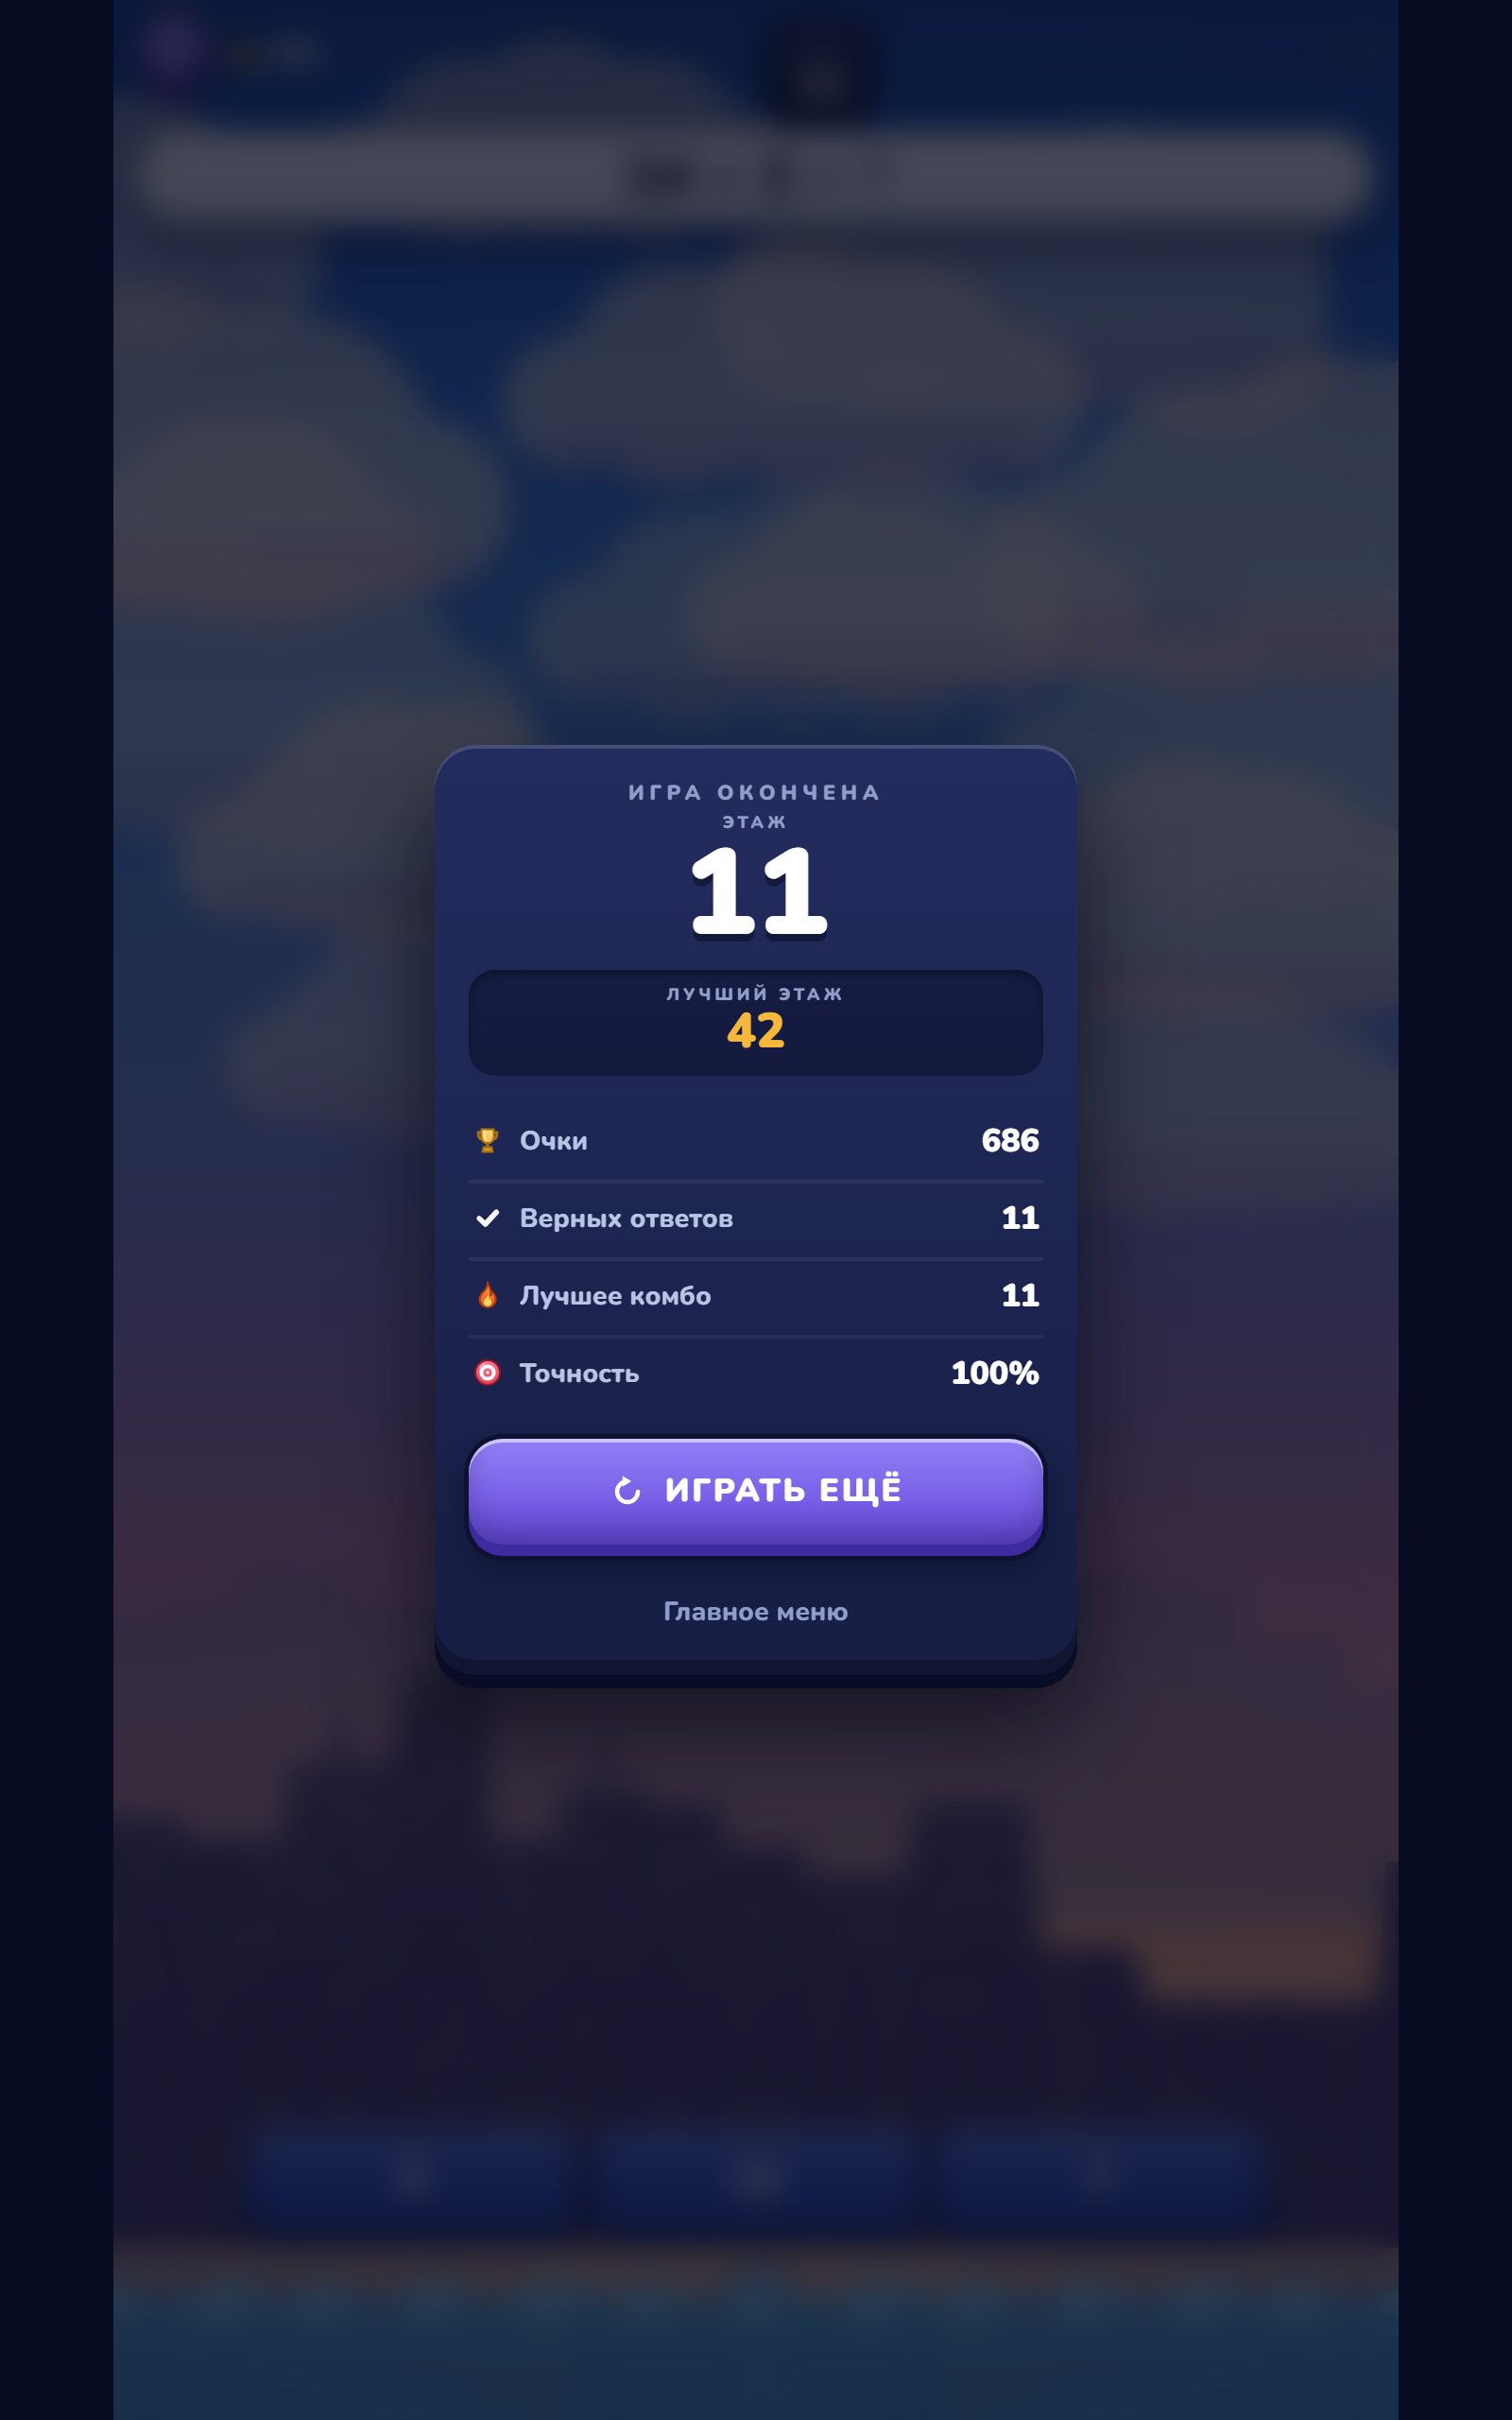 ИГРА ОКОНЧЕНА
ЭТАЖ
11
ЛУЧШИЙ ЭТАЖ
42
Очки 686
Верных ответов 11
Лучшее комбо 11
Точность 100%
ИГРАТЬ ЕЩЁ
Главное меню